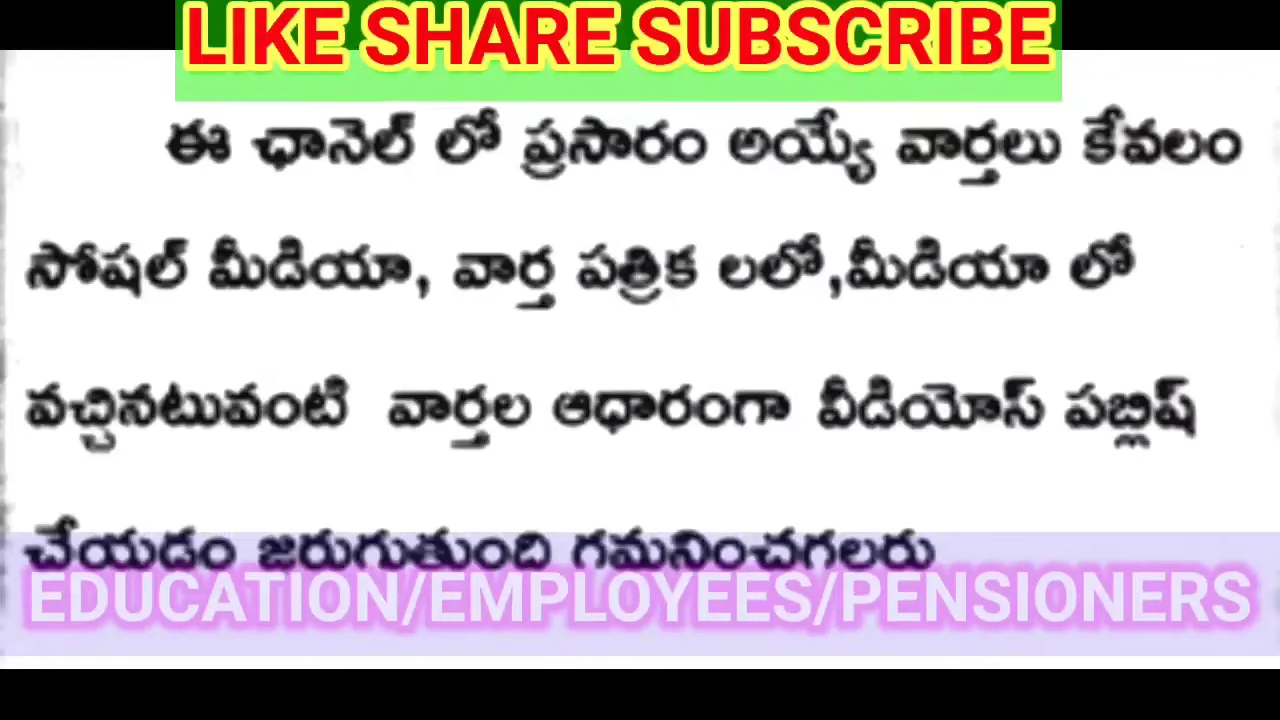 LIKE SHARE SUBSCRIBE
ఈ ఛానెల్ లో ప్రసారం అయ్యే వార్తలు కేవలం
సోషల్ మీడియా, వార్త పత్రిక లలో,మీడియా లో
వచ్చినటువంటి వార్తల ఆధారంగా వీడియోస్ పబ్లిష్
చేయడం జరుగుతుంది గమనించగలరు
EDUCATION/EMPLOYEES/PENSIONERS